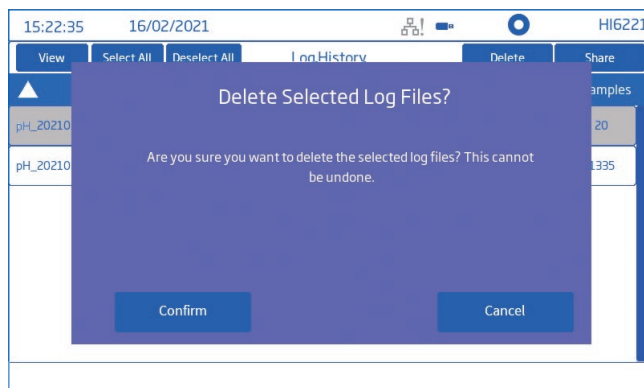 15:22:35 16/02/2021 HI6221
View Select All Deselect All Log History Delete Share
Delete Selected Log Files?
amples
pH_20210
20
Are you sure you want to delete the selected log files? This cannot
be undone.
pH_20210
1335
Confirm Cancel